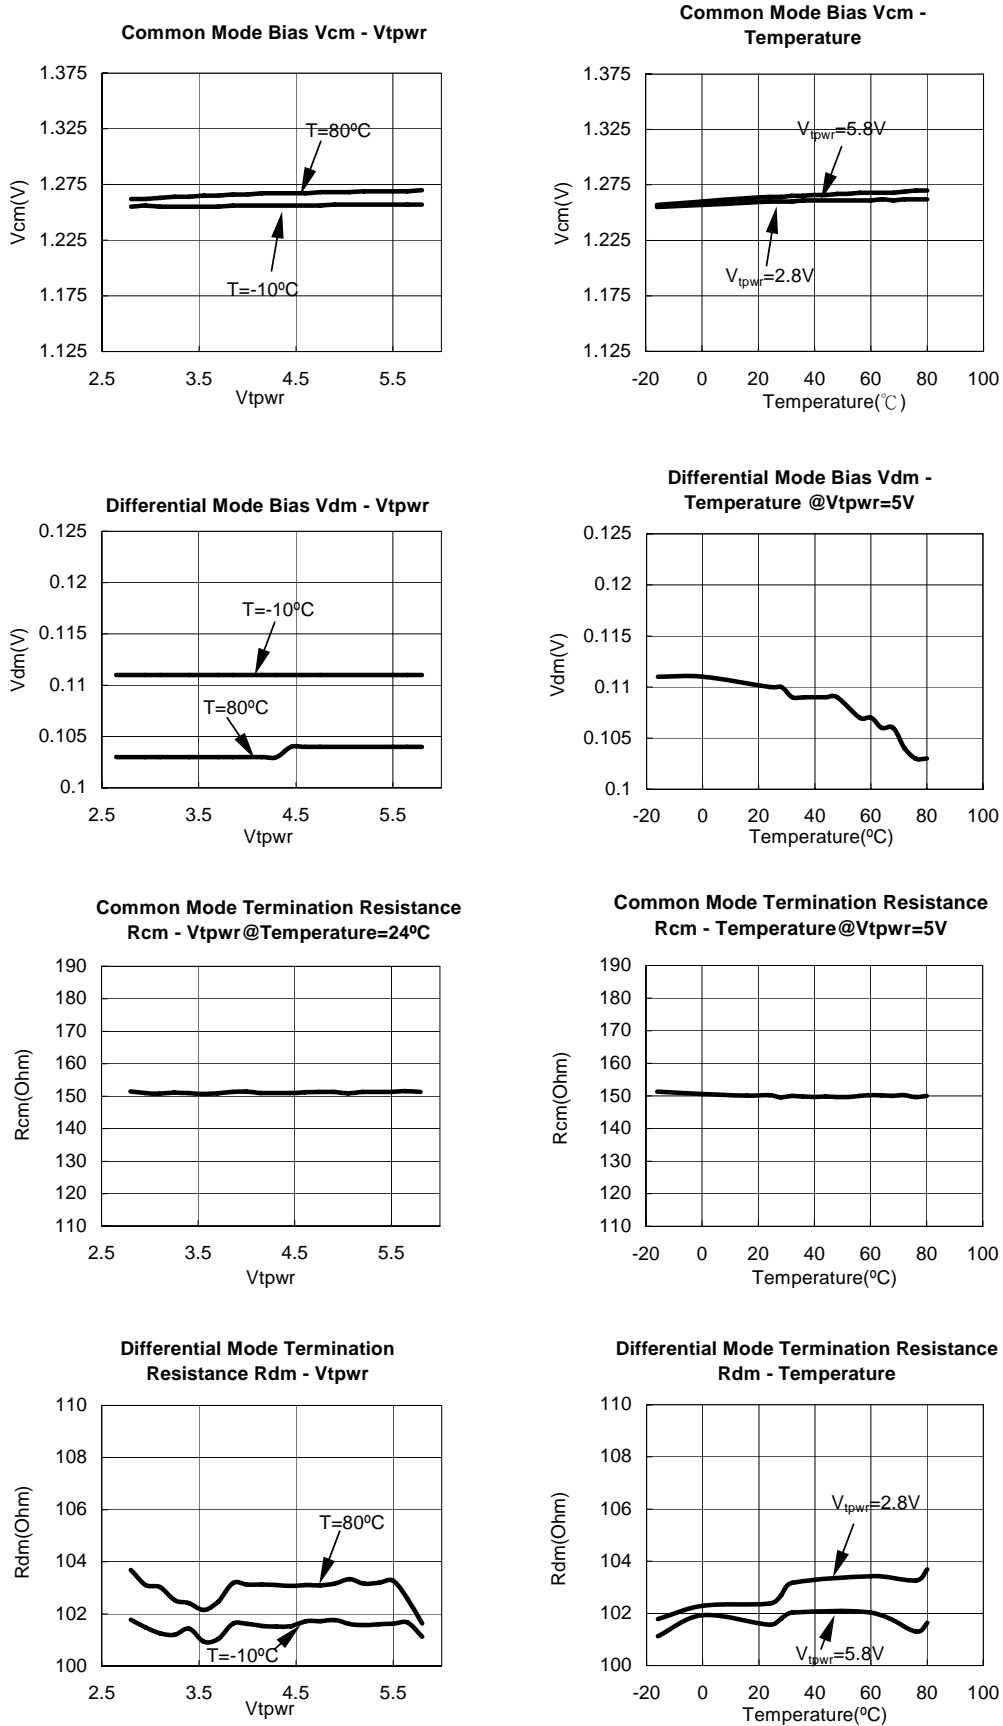 Common Mode Bias Vcm - Vtpwr
1.375
1.325
1.275
1.225
1.175
1.125
Vcm(V)
T=80ºC
T=-10ºC
2.5 3.5 4.5 5.5
Vtpwr
Common Mode Bias Vcm -
Temperature
1.375
1.325
1.275
1.225
1.175
1.125
Vcm(V)
Vtpwr=5.8V
Vtpwr=2.8V
-20 0 20 40 60 80 100
Temperature(℃)
Differential Mode Bias Vdm - Vtpwr
0.125
0.12
0.115
0.11
0.105
0.1
Vdm(V)
T=-10ºC
T=80ºC
2.5 3.5 4.5 5.5
Vtpwr
Differential Mode Bias Vdm -
Temperature @Vtpwr=5V
0.125
0.12
0.115
0.11
0.105
0.1
Vdm(V)
-20 0 20 40 60 80 100
Temperature(ºC)
Common Mode Termination Resistance
Rcm - Vtpwr@Temperature=24ºC
190
180
170
160
150
140
130
120
110
Rcm(Ohm)
2.5 3.5 4.5 5.5
Vtpwr
Common Mode Termination Resistance
Rcm - Temperature@Vtpwr=5V
190
180
170
160
150
140
130
120
110
Rcm(Ohm)
-20 0 20 40 60 80 100
Temperature(ºC)
Differential Mode Termination
Resistance Rdm - Vtpwr
110
108
106
104
102
100
Rdm(Ohm)
T=80ºC
T=-10ºC
2.5 3.5 4.5 5.5
Vtpwr
Differential Mode Termination Resistance
Rdm - Temperature
110
108
106
104
102
100
Rdm(Ohm)
Vtpwr=2.8V
Vtpwr=5.8V
-20 0 20 40 60 80 100
Temperature(ºC)